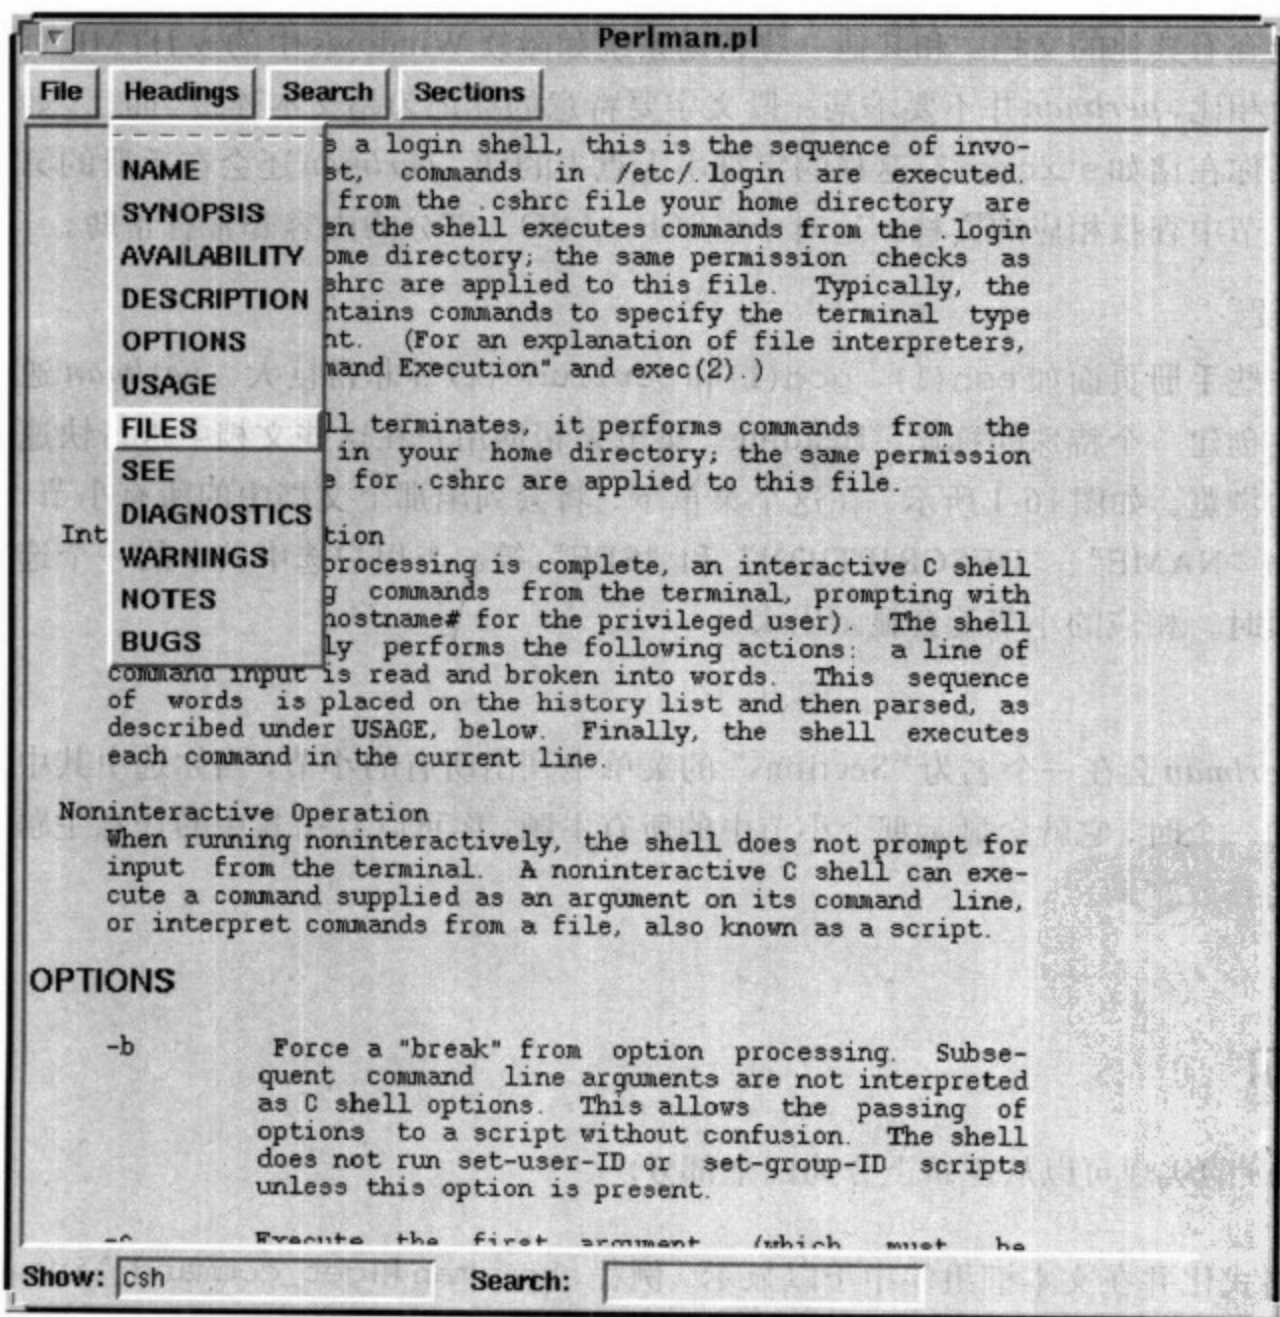 Perlman.pl
File Headings Search Sections
NAME
SYNOPSIS
AVAILABILITY
DESCRIPTION
OPTIONS
USAGE
FILES
SEE
DIAGNOSTICS
WARNINGS
NOTES
BUGS
s a login shell, this is the sequence of invo-
st, commands in /etc/.login are executed.
from the .cshrc file your home directory are
en the shell executes commands from the .login
ome directory; the same permission checks as
shrc are applied to this file. Typically, the
ntains commands to specify the terminal type
nt. (For an explanation of file interpreters,
mand Execution" and exec(2).)
ll terminates, it performs commands from the
in your home directory; the same permission
e for .cshrc are applied to this file.
Int tion
processing is complete, an interactive C shell
g commands from the terminal, prompting with
hostname# for the privileged user). The shell
ly performs the following actions: a line of
command input is read and broken into words. This sequence
of words is placed on the history list and then parsed, as
described under USAGE, below. Finally, the shell executes
each command in the current line.
Noninteractive Operation
When running noninteractively, the shell does not prompt for
input from the terminal. A noninteractive C shell can exe-
cute a command supplied as an argument on its command line,
or interpret commands from a file, also known as a script.
OPTIONS
-b Force a "break" from option processing. Subse-
quent command line arguments are not interpreted
as C shell options. This allows the passing of
options to a script without confusion. The shell
does not run set-user-ID or set-group-ID scripts
unless this option is present.
-c Execute the first argument (which must be
Show: csh Search: